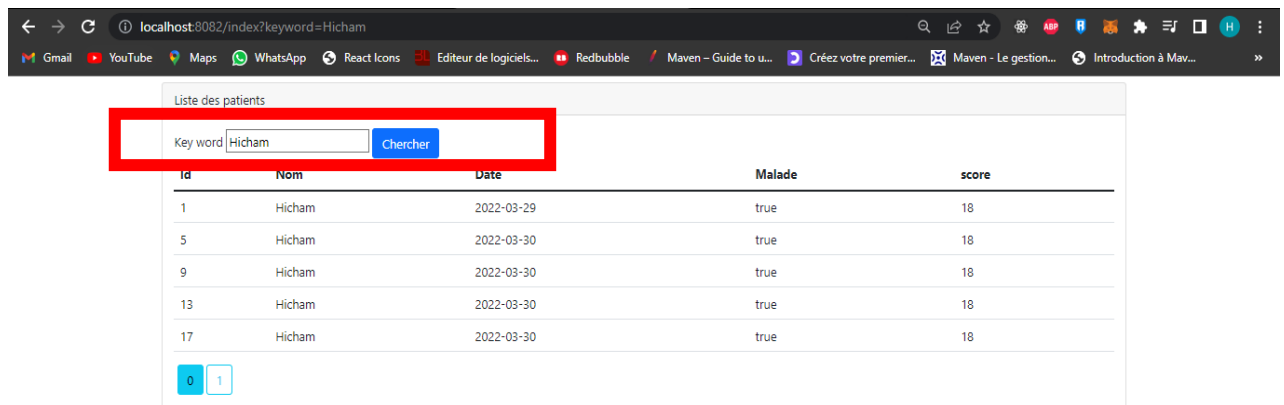 localhost:8082/index?keyword=Hicham
ABP
H
Gmail YouTube Maps WhatsApp React Icons Editeur de logiciels... Redbubble Maven – Guide to u... Créez votre premier... Maven - Le gestion... Introduction à Mav... »
Liste des patients
Key word Hicham Chercher
Id Nom Date Malade score
1 Hicham 2022-03-29 true 18
5 Hicham 2022-03-30 true 18
9 Hicham 2022-03-30 true 18
13 Hicham 2022-03-30 true 18
17 Hicham 2022-03-30 true 18
0 1